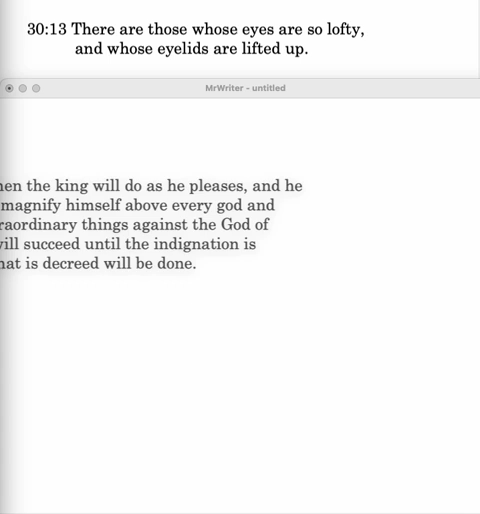 30:13 There are those whose eyes are so lofty,
and whose eyelids are lifted up.
MrWriter - untitled
the king will do as he pleases, and he
magnify himself above every god and
things against the God of
succeed until the indignation is
is decreed will be done.